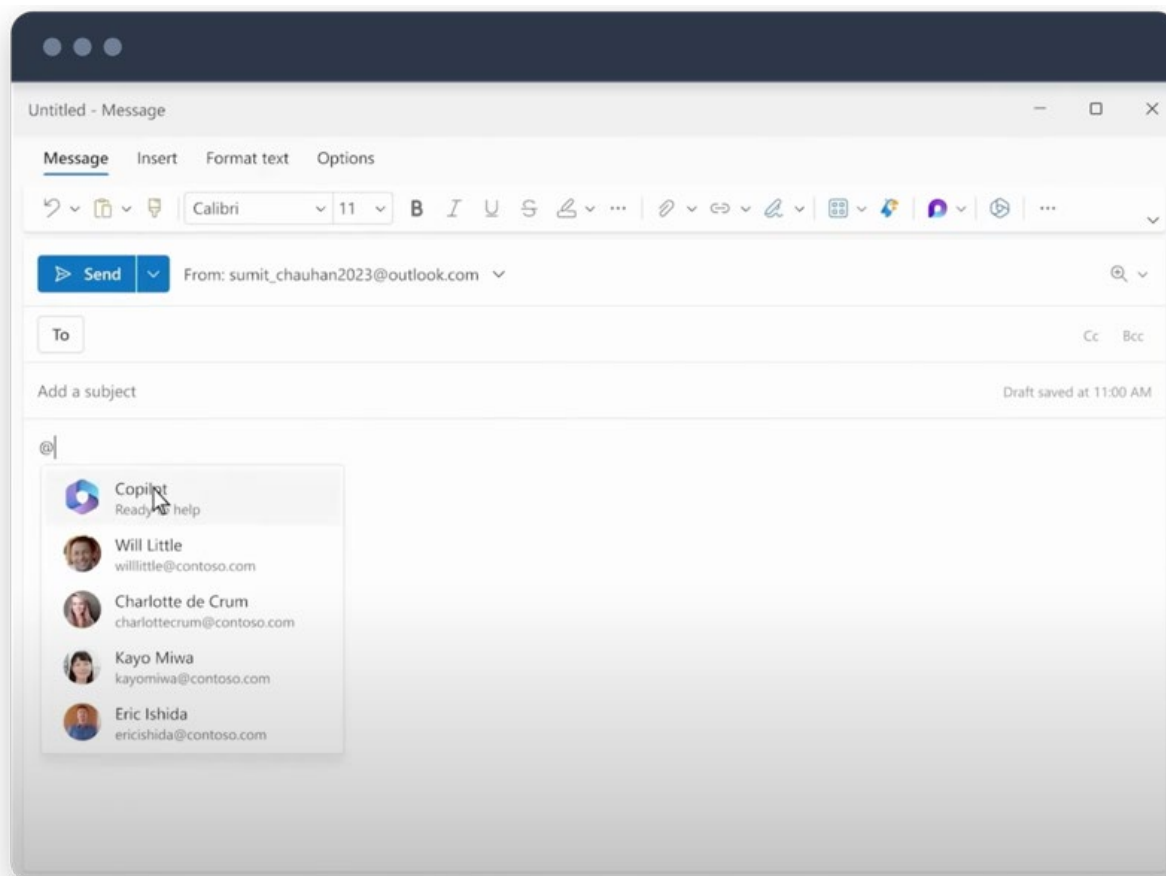 Untitled - Message
Message Insert Format text Options
Calibri 11 B I U S
Send From: sumit_chauhan2023@outlook.com
To Cc Bcc
Add a subject Draft saved at 11:00 AM
@
Copilot
Ready to help
Will Little
willlittle@contoso.com
Charlotte de Crum
charlottecrum@contoso.com
Kayo Miwa
kayomiwa@contoso.com
Eric Ishida
ericishida@contoso.com